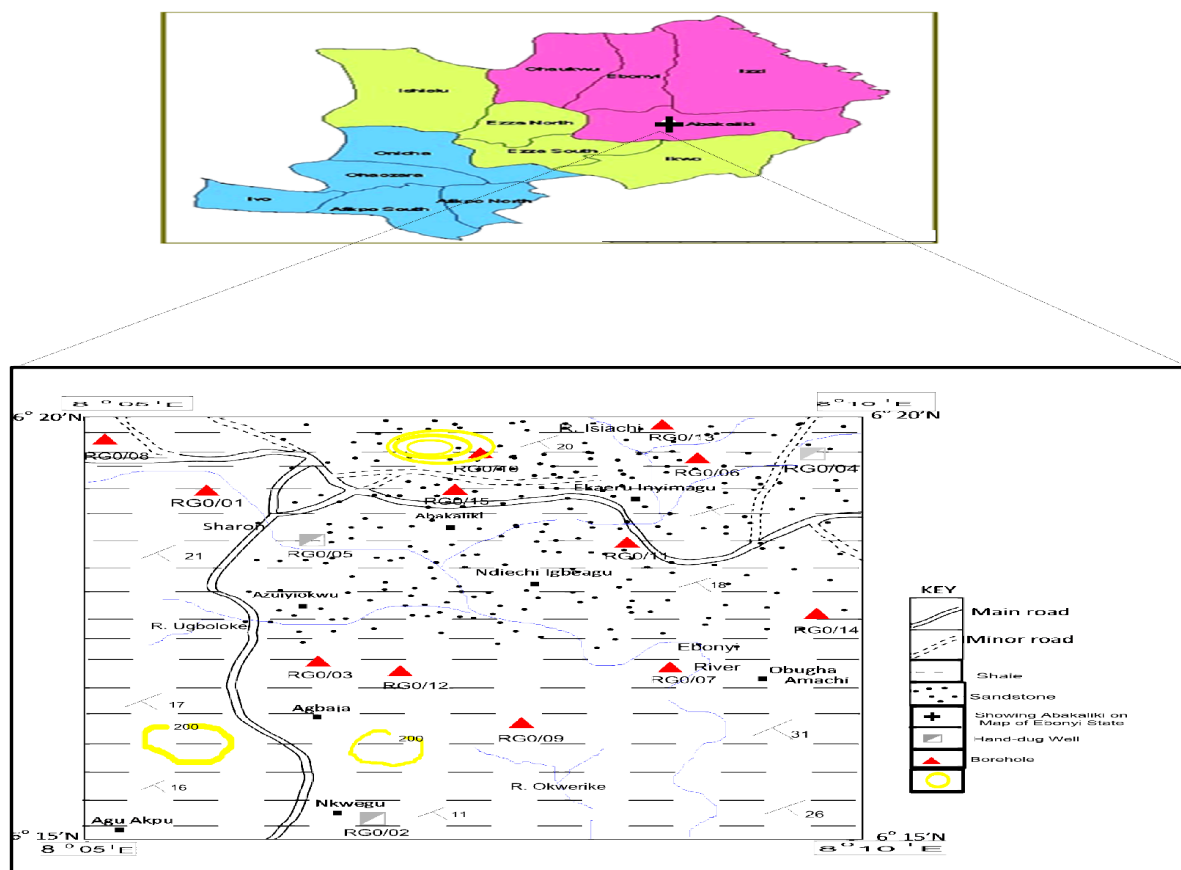 Ohaukwu
Ebonyi
Izzi
Ishielu
Ezza North
Abakaliki
Ezza South
Ikwo
Onicha
Ohaozara
Ivo
Afikpo North
Afikpo South
8° 05'E
8° 10'E
6° 20'N
6° 20'N
R. Isiachi
RG0/13
20
RG0/08
RG0/10
RG0/06
RG0/04
RG0/01
RG0/15
Ekaeru Inyimagu
Sharon
Abakaliki
RG0/05
RG0/11
21
Ndiechi Igbeagu
18
Azuiyiokwu
R. Ugboloke
RG0/14
Ebonyi
River
RG0/03
RG0/12
RG0/07
Obugha
Amachi
17
Agbaja
200
200
RG0/09
31
16
R. Okwerike
Nkwegu
11
26
Agu Akpu
RG0/02
6° 15'N
6° 15'N
8° 05'E
8° 10'E
KEY
Main road
Minor road
Shale
Sandstone
Showing Abakaliki on
Map of Ebonyi State
Hand-dug Well
Borehole